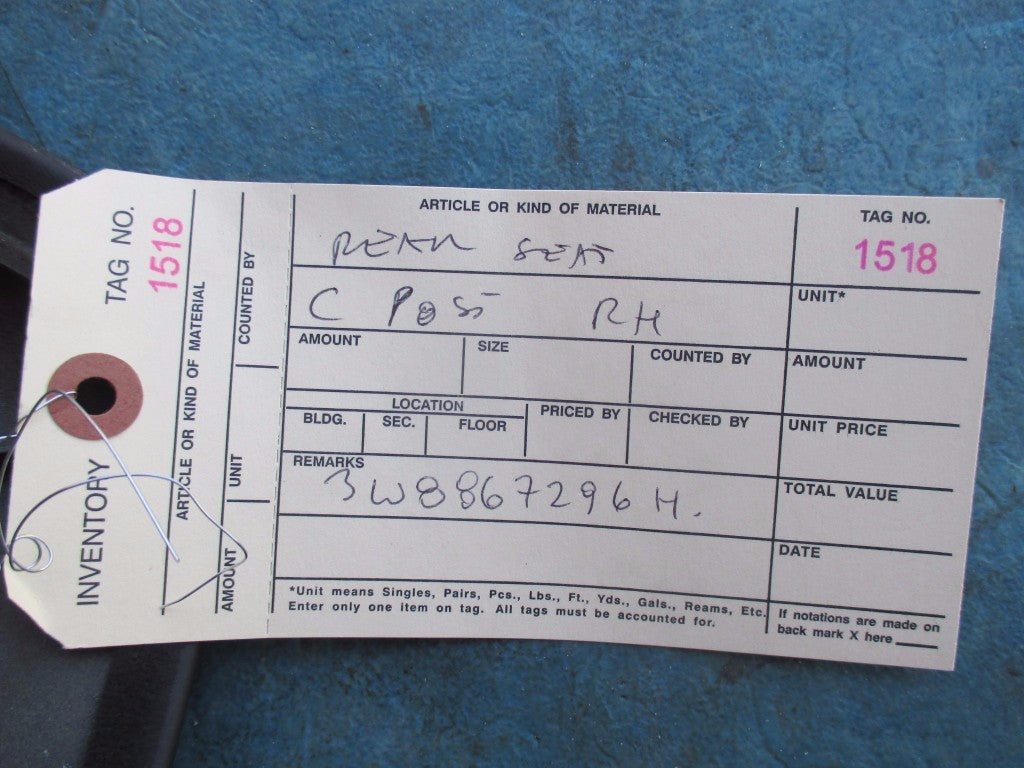 TAG NO.
1518
ARTICLE OR KIND OF MATERIAL
COUNTED BY
UNIT
AMOUNT
INVENTORY
ARTICLE OR KIND OF MATERIAL
REAR SEAT
C POST RH
TAG NO.
1518
UNIT*
AMOUNT
SIZE
COUNTED BY
AMOUNT
LOCATION
BLDG.
SEC.
FLOOR
PRICED BY
CHECKED BY
UNIT PRICE
REMARKS
3W8867296H.
TOTAL VALUE
DATE
*Unit means Singles, Pairs, Pcs., Lbs., Ft., Yds., Gals., Reams, Etc.
Enter only one item on tag. All tags must be accounted for.
If notations are made on
back mark X here